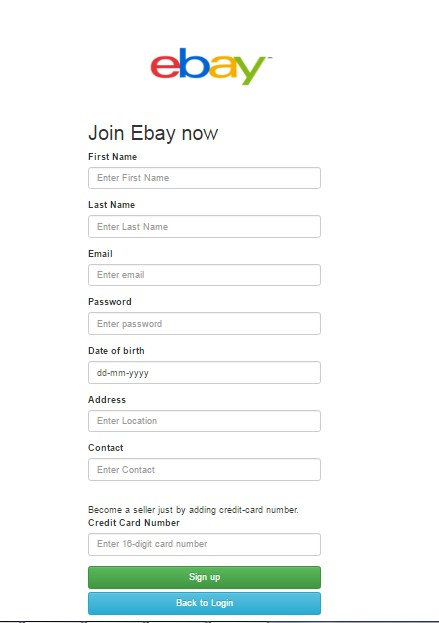 ebay™
Join Ebay now
First Name
Enter First Name
Last Name
Enter Last Name
Email
Enter email
Password
Enter password
Date of birth
dd-mm-yyyy
Address
Enter Location
Contact
Enter Contact
Become a seller just by adding credit-card number.
Credit Card Number
Enter 16-digit card number
Sign up
Back to Login